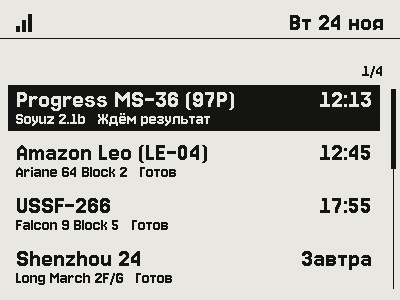 Вт 24 ноя
1/4
Progress MS-36 (97P) 12:13
Soyuz 2.1b Ждём результат
Amazon Leo (LE-04) 12:45
Ariane 64 Block 2 Готов
USSF-266 17:55
Falcon 9 Block 5 Готов
Shenzhou 24 Завтра
Long March 2F/G Готов